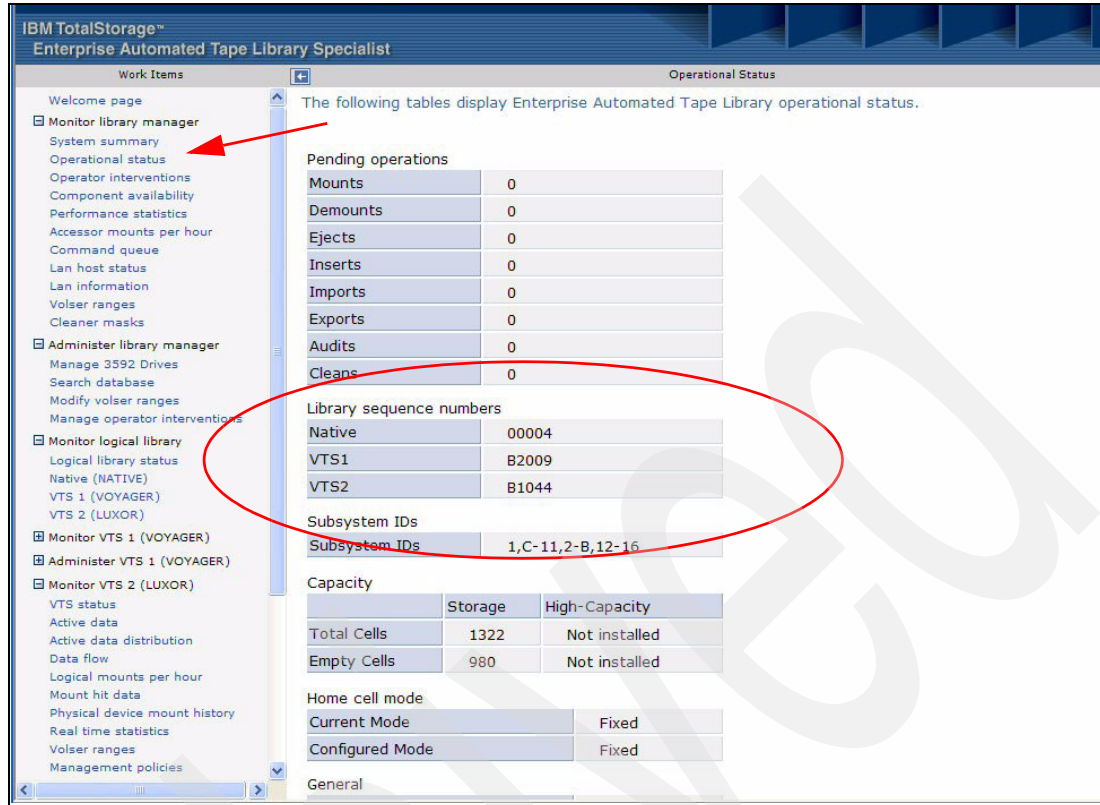 IBM TotalStorage™
Enterprise Automated Tape Library Specialist
Work Items
Welcome page
Monitor library manager
System summary
Operational status
Operator interventions
Component availability
Performance statistics
Accessor mounts per hour
Command queue
Lan host status
Lan information
Volser ranges
Cleaner masks
Administer library manager
Manage 3592 Drives
Search database
Modify volser ranges
Manage operator interventions
Monitor logical library
Logical library status
Native (NATIVE)
VTS 1 (VOYAGER)
VTS 2 (LUXOR)
Monitor VTS 1 (VOYAGER)
Administer VTS 1 (VOYAGER)
Monitor VTS 2 (LUXOR)
VTS status
Active data
Active data distribution
Data flow
Logical mounts per hour
Mount hit data
Physical device mount history
Real time statistics
Volser ranges
Management policies
Operational Status
The following tables display Enterprise Automated Tape Library operational status.
Pending operations
Mounts 0
Demounts 0
Ejects 0
Inserts 0
Imports 0
Exports 0
Audits 0
Cleans 0
Library sequence numbers
Native 00004
VTS1 B2009
VTS2 B1044
Subsystem IDs
Subsystem IDs 1,C-11,2-B,12-16
Capacity
Storage High-Capacity
Total Cells 1322 Not installed
Empty Cells 980 Not installed
Home cell mode
Current Mode Fixed
Configured Mode Fixed
General